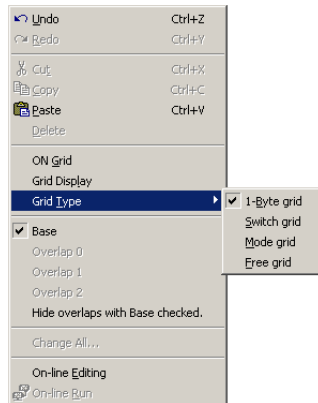 Undo Ctrl+Z
Redo Ctrl+Y
Cut Ctrl+X
Copy Ctrl+C
Paste Ctrl+V
Delete
ON Grid
Grid Display
Grid Type
1-Byte grid
Switch grid
Mode grid
Free grid
Base
Overlap 0
Overlap 1
Overlap 2
Hide overlaps with Base checked.
Change All...
On-line Editing
On-line Run